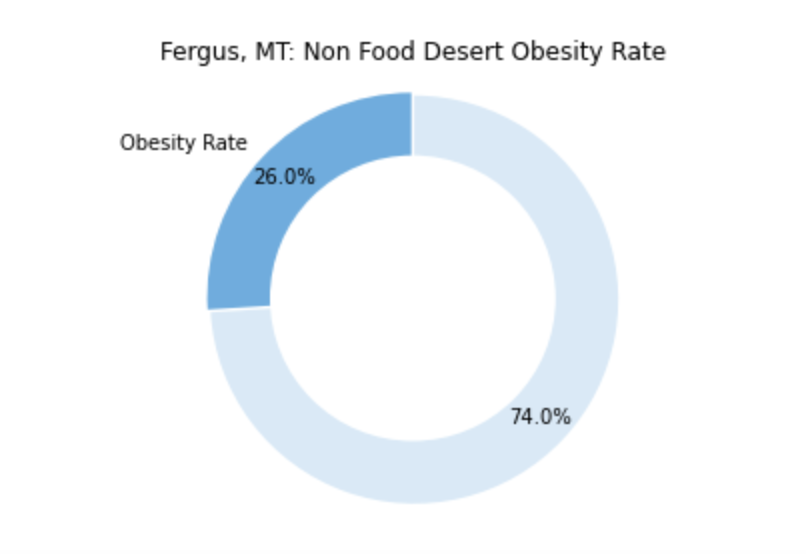 Fergus, MT: Non Food Desert Obesity Rate
Obesity Rate
26.0%
74.0%